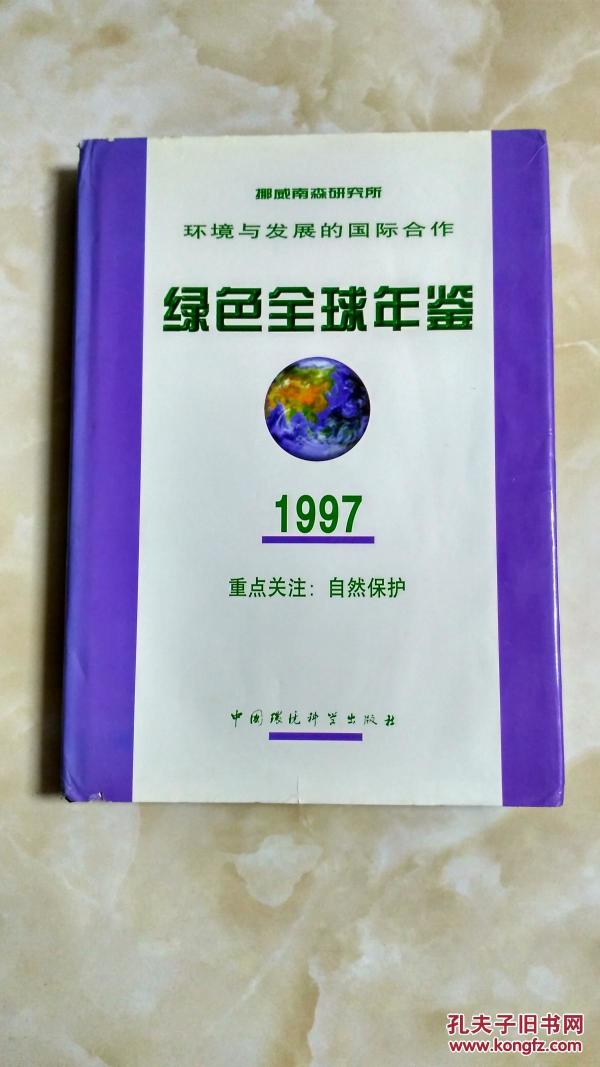 挪威南森研究所
环境与发展的国际合作
绿色全球年鉴
1997
重点关注：自然保护
中国环境科学出版社
孔夫子旧书网
www.kongfz.com